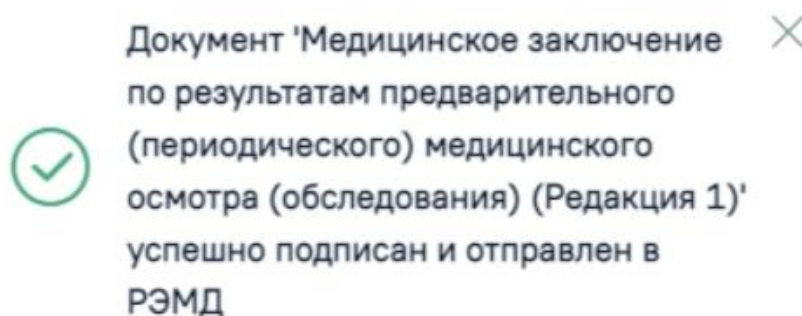 Документ 'Медицинское заключение
по результатам предварительного
(периодического) медицинского
осмотра (обследования) (Редакция 1)'
успешно подписан и отправлен в
РЭМД